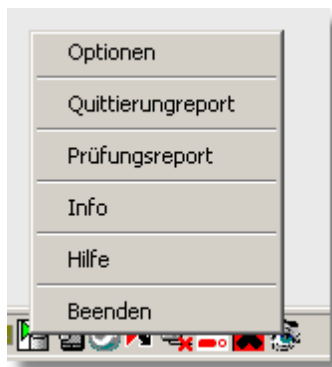 Optionen
Quittierungreport
Prüfungsreport
Info
Hilfe
Beenden